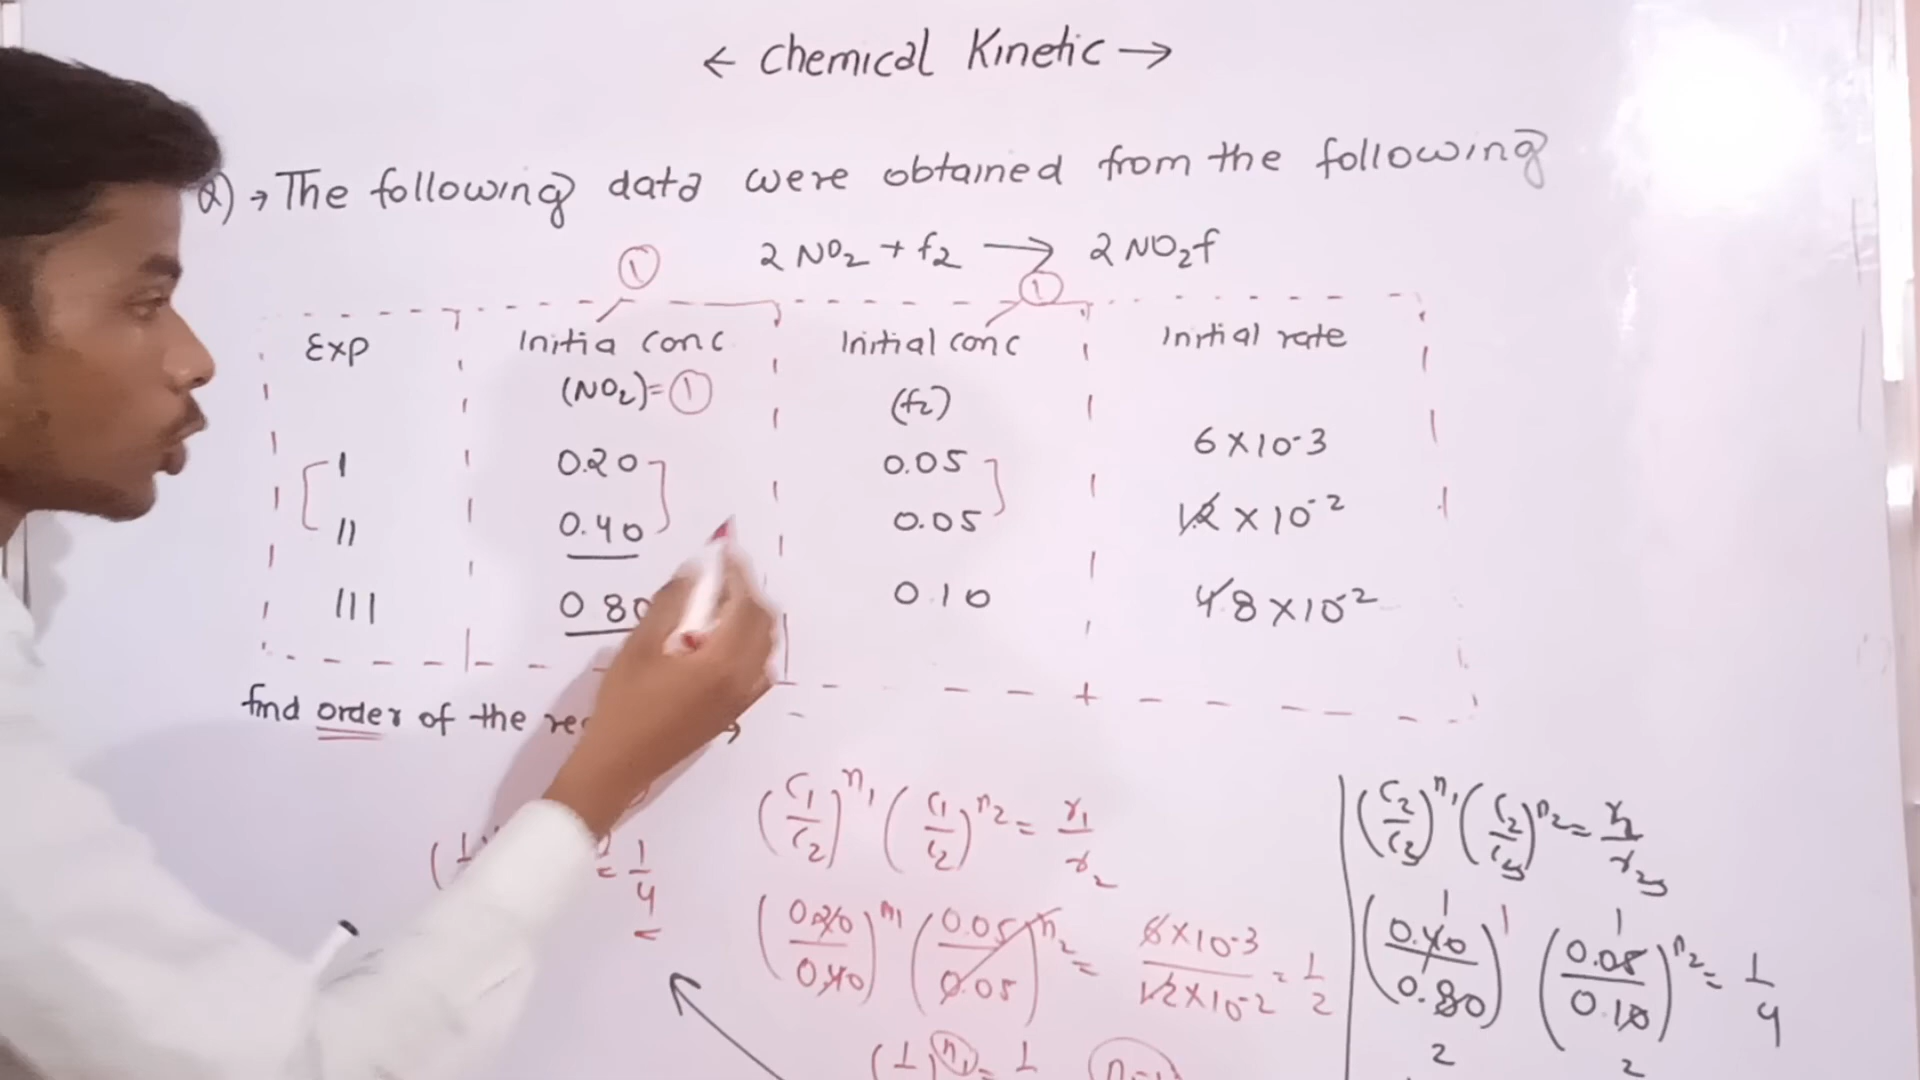 ← Chemical Kinetic →
Q) → The following data were obtained from the following
2 NO₂ + f₂ → 2 NO₂f
① ①
Exp Initia conc Initial conc Initial rate
(NO₂)=① (f₂)
I 0.20 0.05 6 × 10-3
II 0.40 0.05 1.2 × 10⁻²
III 0 80 0.10 4.8 × 10⁻²
find order of the
(C₁/C₂)ⁿ¹ (C₁/C₂)ⁿ² = r₁/r₂
(0.20/0.40)ⁿ¹ (0.05/0.05)ⁿ² = 6×10-3/1.2×10-2 = 1/2
= 1/4
(C₂/C₃)ⁿ¹ (C₂/C₃)ⁿ² = r₂/r₃
(0.40/0.80)¹ (0.05/0.10)ⁿ² = 1/4
1 1
2 2